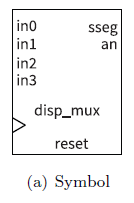 in0 sseg
in1 an
in2
in3
disp_mux
reset
(a) Symbol